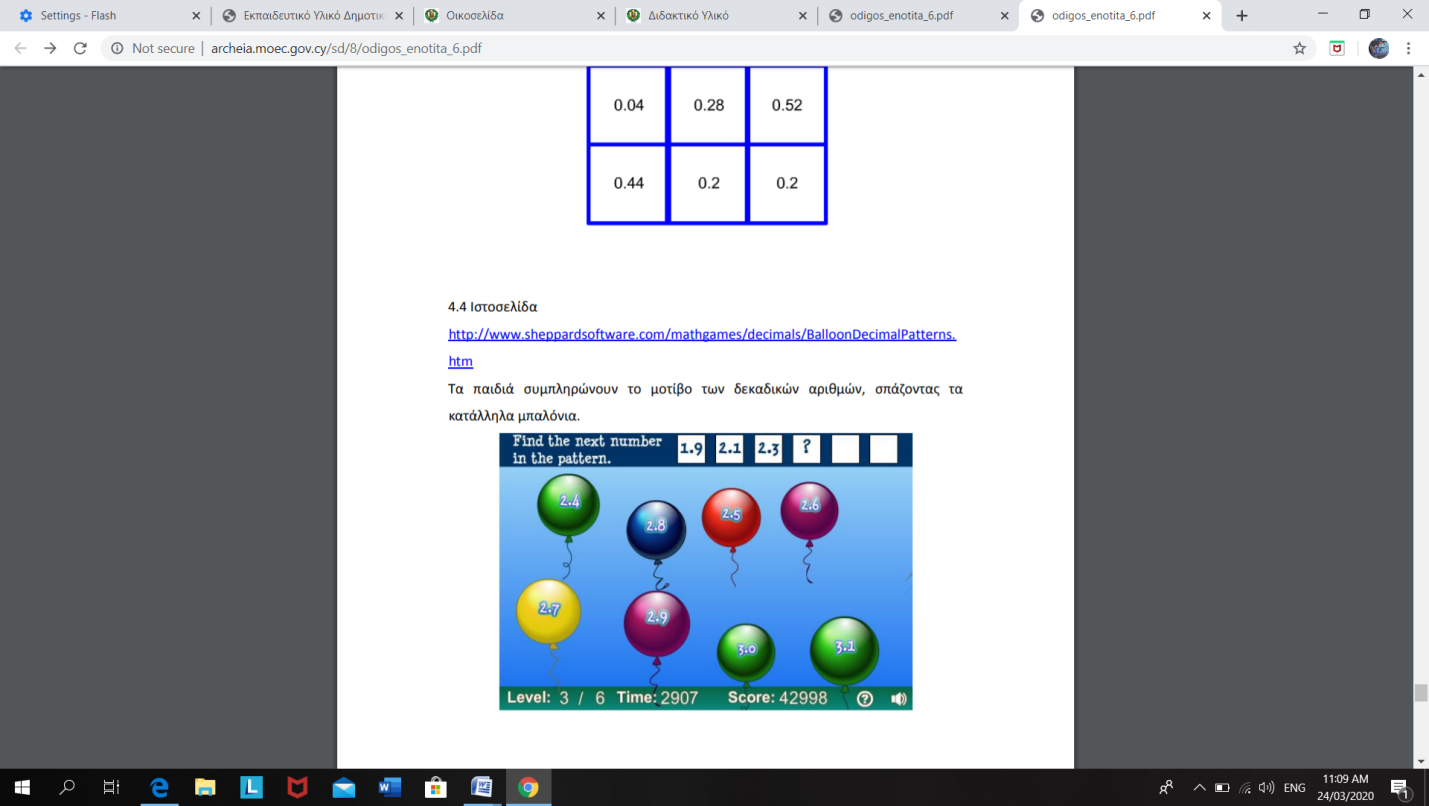 Settings - Flash
Εκπαιδευτικό Υλικό Δημοτικ
Οικοσελίδα
Διδακτικό Υλικό
odigos_enotita_6.pdf
odigos_enotita_6.pdf
Not secure | archeia.moec.gov.cy/sd/8/odigos_enotita_6.pdf
0.04 0.28 0.52
0.44 0.2 0.2
4.4 Ιστοσελίδα
http://www.sheppardsoftware.com/mathgames/decimals/BalloonDecimalPatterns.
htm
Τα παιδιά συμπληρώνουν το μοτίβο των δεκαδικών αριθμών, σπάζοντας τα
κατάλληλα μπαλόνια.
Find the next number
in the pattern.
1.9 2.1 2.3 ?
2.4 2.8 2.5 2.6
2.7 2.9 3.0 3.1
Level: 3 / 6 Time: 2907 Score: 42998 ?
ENG
11:09 AM
24/03/2020
1